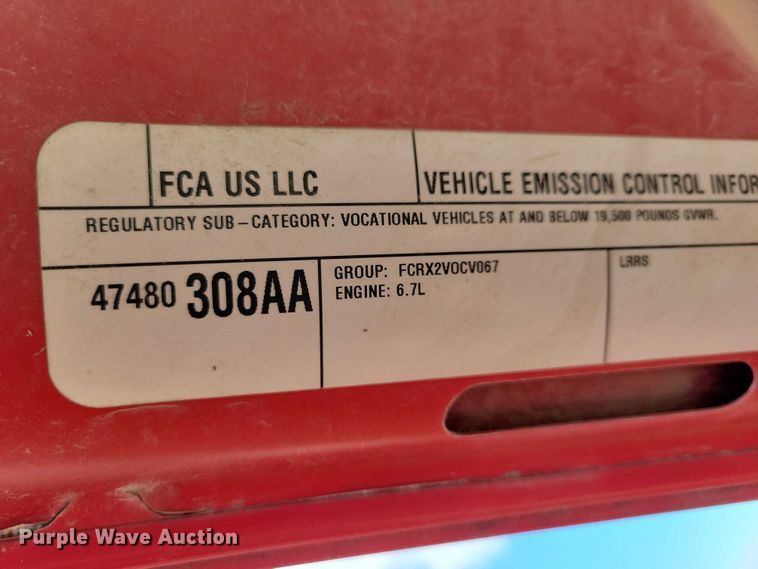 FCA US LLC
VEHICLE EMISSION CONTROL INFOR
REGULATORY SUB-CATEGORY: VOCATIONAL VEHICLES AT AND BELOW 19,500 POUNDS GVWR.
47480 308AA
GROUP: FCRX2VOCV067
ENGINE: 6.7L
LRRS
Purple Wave Auction